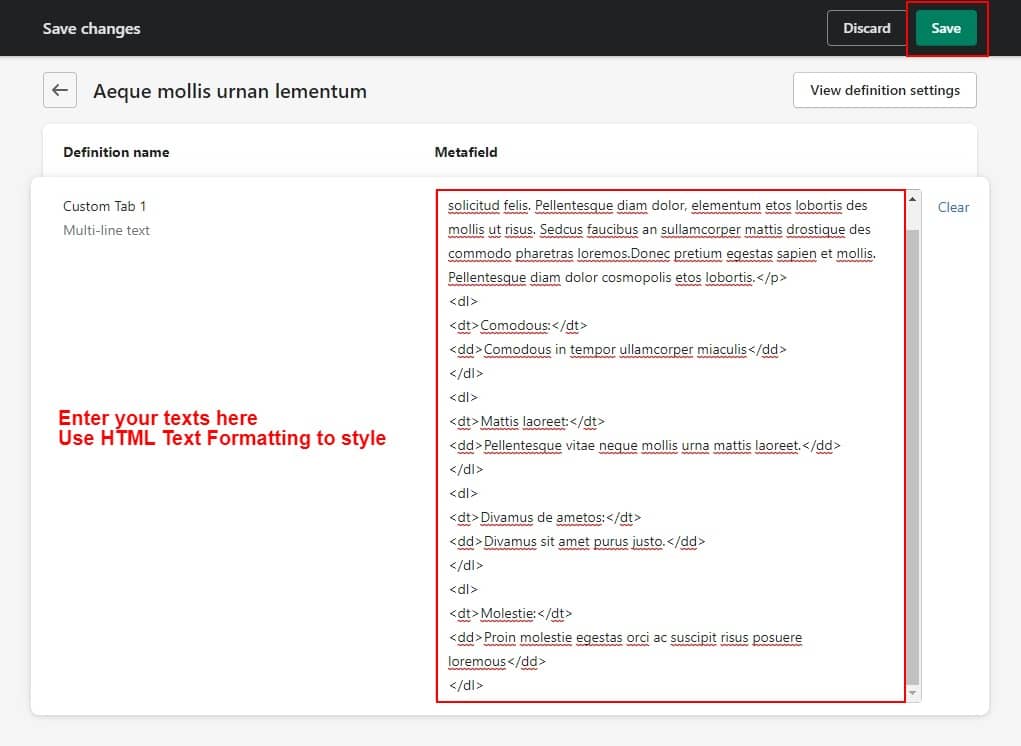 Save changes
Discard
Save
Aeque mollis urnan lementum
View definition settings
Definition name
Metafield
Custom Tab 1
Multi-line text
solicitud felis. Pellentesque diam dolor, elementum etos lobortis des
mollis ut risus. Sedcus faucibus an sullamcorper mattis drostique des
commodo pharetras loremos.Donec pretium egestas sapien et mollis.
Pellentesque diam dolor cosmopolis etos lobortis.</p>
<dl>
<dt>Comodous:</dt>
<dd>Comodous in tempor ullamcorper miaculis</dd>
</dl>
<dl>
<dt>Mattis laoreet:</dt>
<dd>Pellentesque vitae neque mollis urna mattis laoreet.</dd>
</dl>
<dl>
<dt>Divamus de ametos:</dt>
<dd>Divamus sit amet purus justo.</dd>
</dl>
<dl>
<dt>Molestie:</dt>
<dd>Proin molestie egestas orci ac suscipit risus posuere
loremous</dd>
</dl>
Clear
Enter your texts here
Use HTML Text Formatting to style